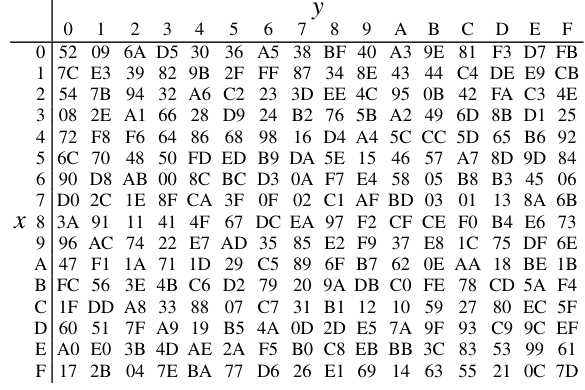 y
0 1 2 3 4 5 6 7 8 9 A B C D E F
0 52 09 6A D5 30 36 A5 38 BF 40 A3 9E 81 F3 D7 FB
1 7C E3 39 82 9B 2F FF 87 34 8E 43 44 C4 DE E9 CB
2 54 7B 94 32 A6 C2 23 3D EE 4C 95 0B 42 FA C3 4E
3 08 2E A1 66 28 D9 24 B2 76 5B A2 49 6D 8B D1 25
4 72 F8 F6 64 86 68 98 16 D4 A4 5C CC 5D 65 B6 92
5 6C 70 48 50 FD ED B9 DA 5E 15 46 57 A7 8D 9D 84
6 90 D8 AB 00 8C BC D3 0A F7 E4 58 05 B8 B3 45 06
7 D0 2C 1E 8F CA 3F 0F 02 C1 AF BD 03 01 13 8A 6B
x 8 3A 91 11 41 4F 67 DC EA 97 F2 CF CE F0 B4 E6 73
9 96 AC 74 22 E7 AD 35 85 E2 F9 37 E8 1C 75 DF 6E
A 47 F1 1A 71 1D 29 C5 89 6F B7 62 0E AA 18 BE 1B
B FC 56 3E 4B C6 D2 79 20 9A DB C0 FE 78 CD 5A F4
C 1F DD A8 33 88 07 C7 31 B1 12 10 59 27 80 EC 5F
D 60 51 7F A9 19 B5 4A 0D 2D E5 7A 9F 93 C9 9C EF
E A0 E0 3B 4D AE 2A F5 B0 C8 EB BB 3C 83 53 99 61
F 17 2B 04 7E BA 77 D6 26 E1 69 14 63 55 21 0C 7D